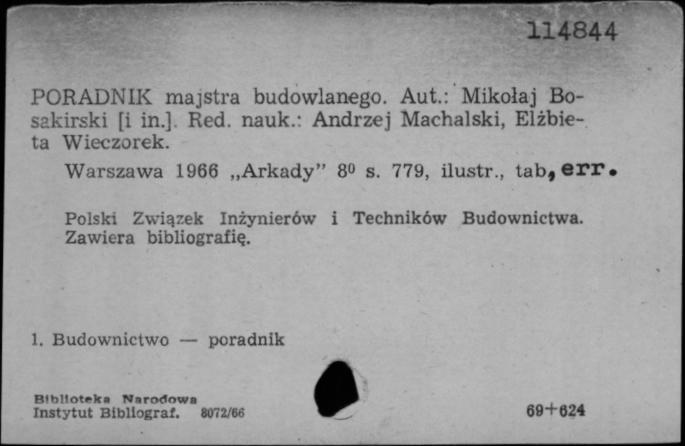 114844
PORADNIK majstra budowlanego. Aut.: Mikołaj Bo-
sakirski [i in.]. Red. nauk.: Andrzej Machalski, Elżbie-
ta Wieczorek.
Warszawa 1966 „Arkady” 8⁰ s. 779, ilustr., tab, err.
Polski Związek Inżynierów i Techników Budownictwa.
Zawiera bibliografię.
1. Budownictwo — poradnik
Biblioteka Narodowa
Instytut Bibliograf. 8072/66
69+624